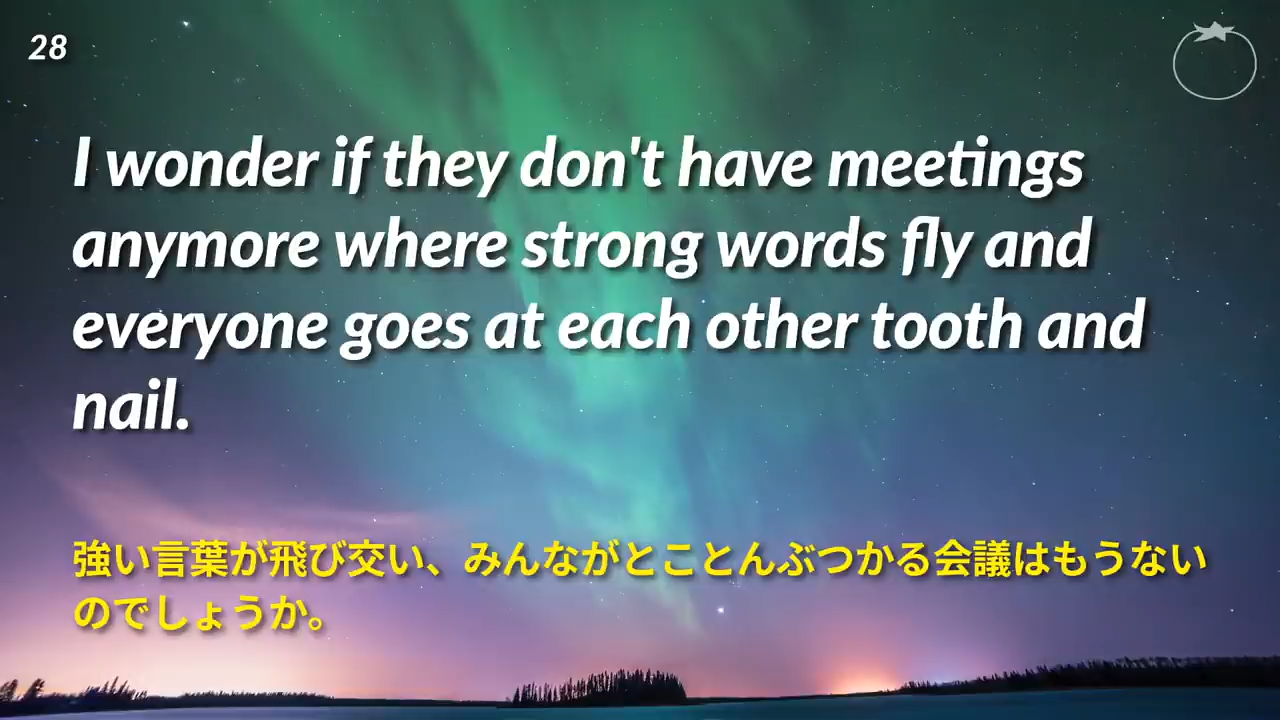 28
I wonder if they don't have meetings
anymore where strong words fly and
everyone goes at each other tooth and
nail.
強い言葉が飛び交い、みんながとことんぶつかる会議はもうない
のでしょうか。